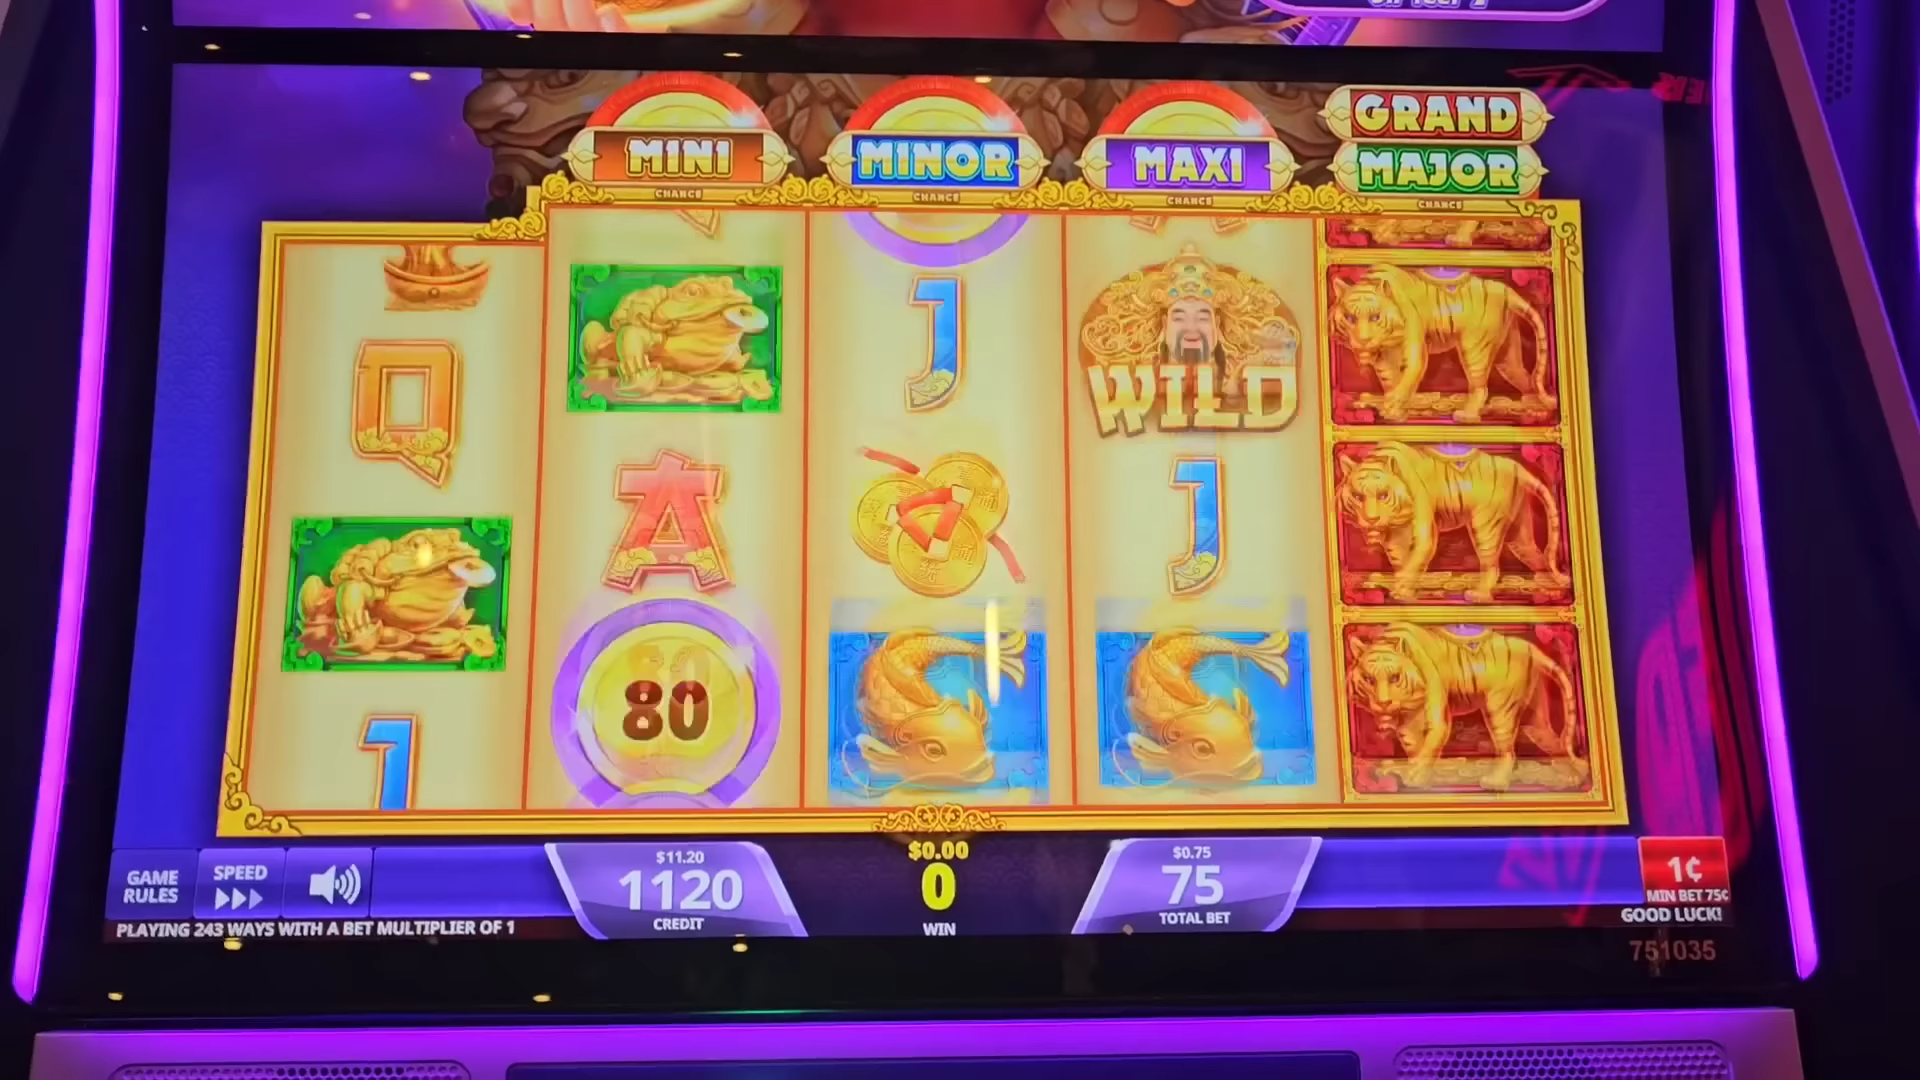 GRAND
MINI
MINOR
MAXI
MAJOR
CHANCE
CHANCE
CHANCE
CHANCE
Q
J
WILD
A
J
80
J
GAME RULES
SPEED
$11.20
1120
CREDIT
$0.00
0
WIN
$0.75
75
TOTAL BET
1¢
MIN BET 75¢
GOOD LUCK!
PLAYING 243 WAYS WITH A BET MULTIPLIER OF 1
751035